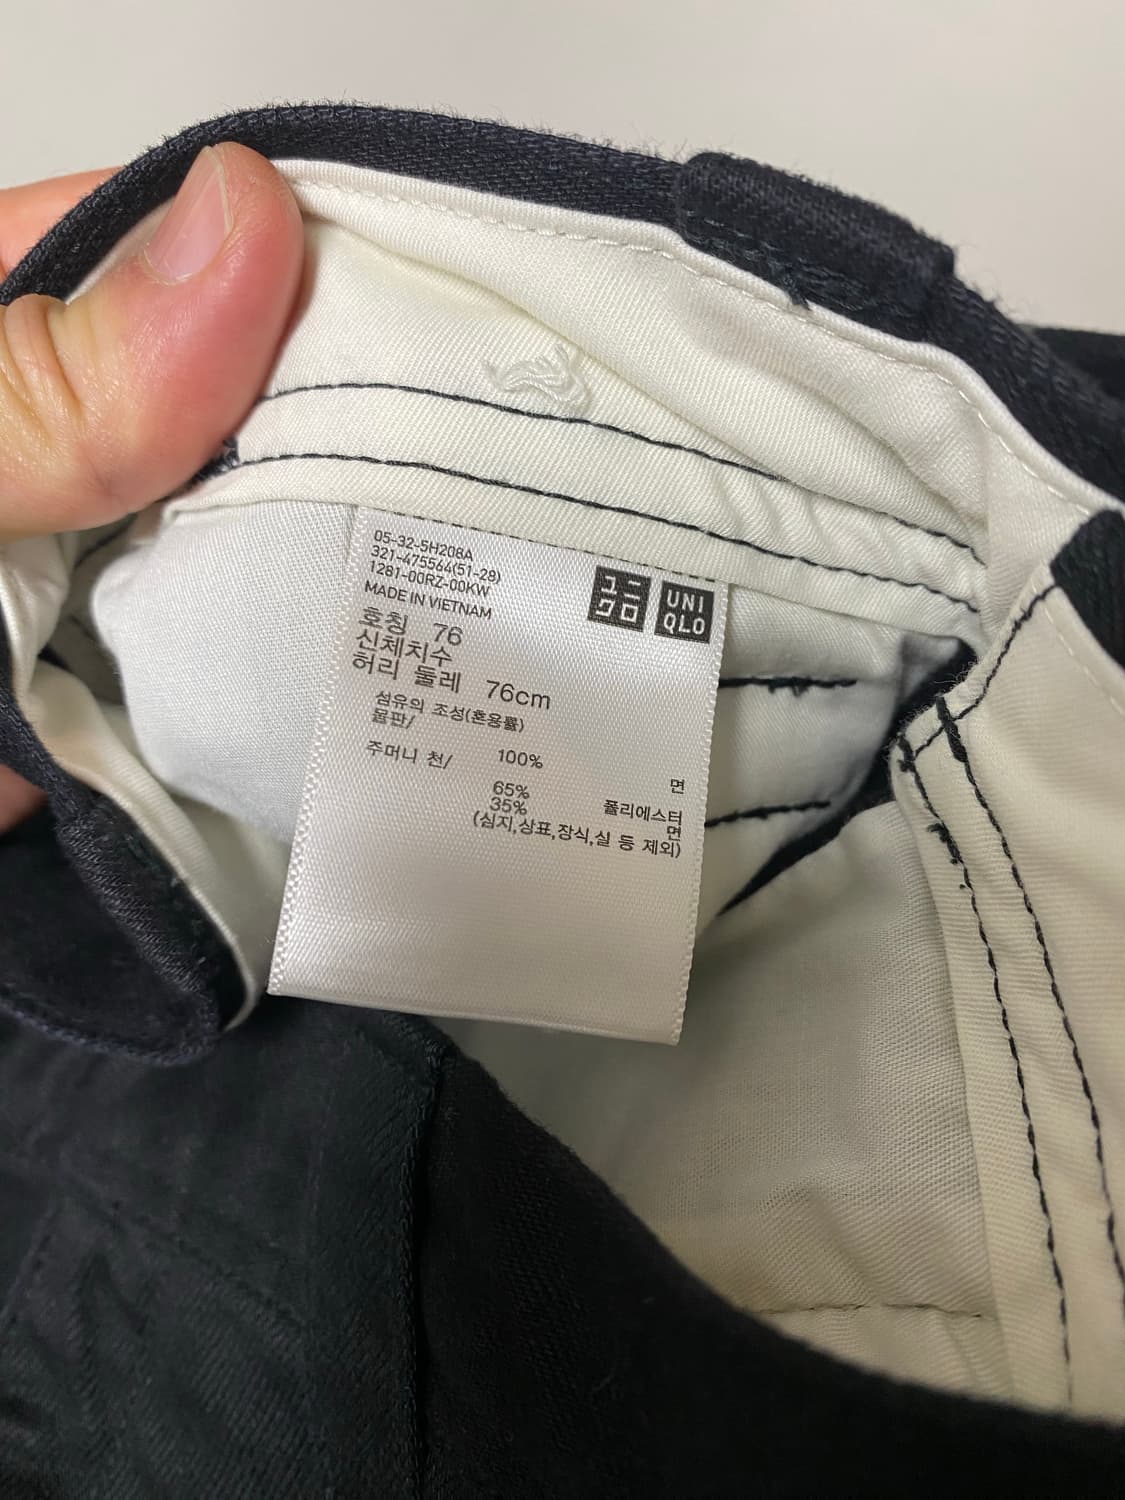 05-32-5H208A
321-475564(51-28)
1281-00RZ-00KW
MADE IN VIETNAM
ユニ
クロ
UNI
QLO
호칭 76
신체치수
허리 둘레 76cm
섬유의 조성(혼용률)
몸판/
100% 면
주머니 천/
65% 폴리에스터
35% 면
(심지,상표,장식,실 등 제외)